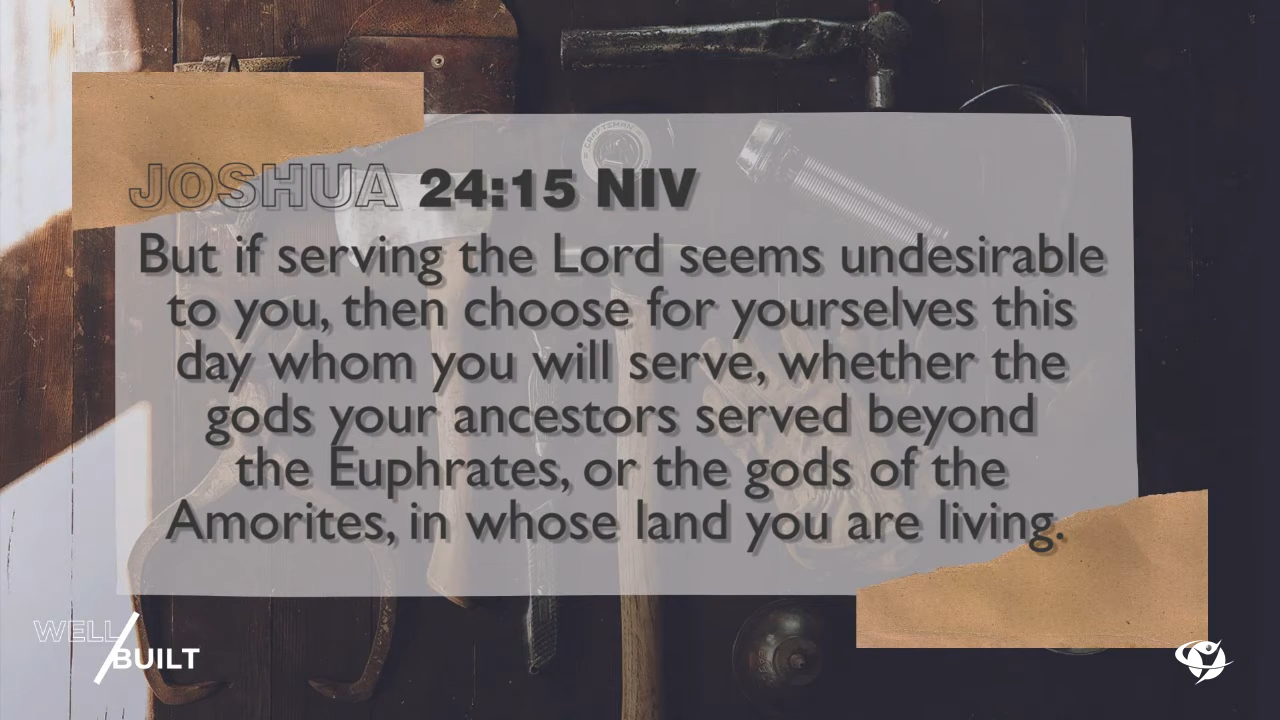 JOSHUA 24:15 NIV
But if serving the Lord seems undesirable
to you, then choose for yourselves this
day whom you will serve, whether the
gods your ancestors served beyond
the Euphrates, or the gods of the
Amorites, in whose land you are living.
WELL
BUILT